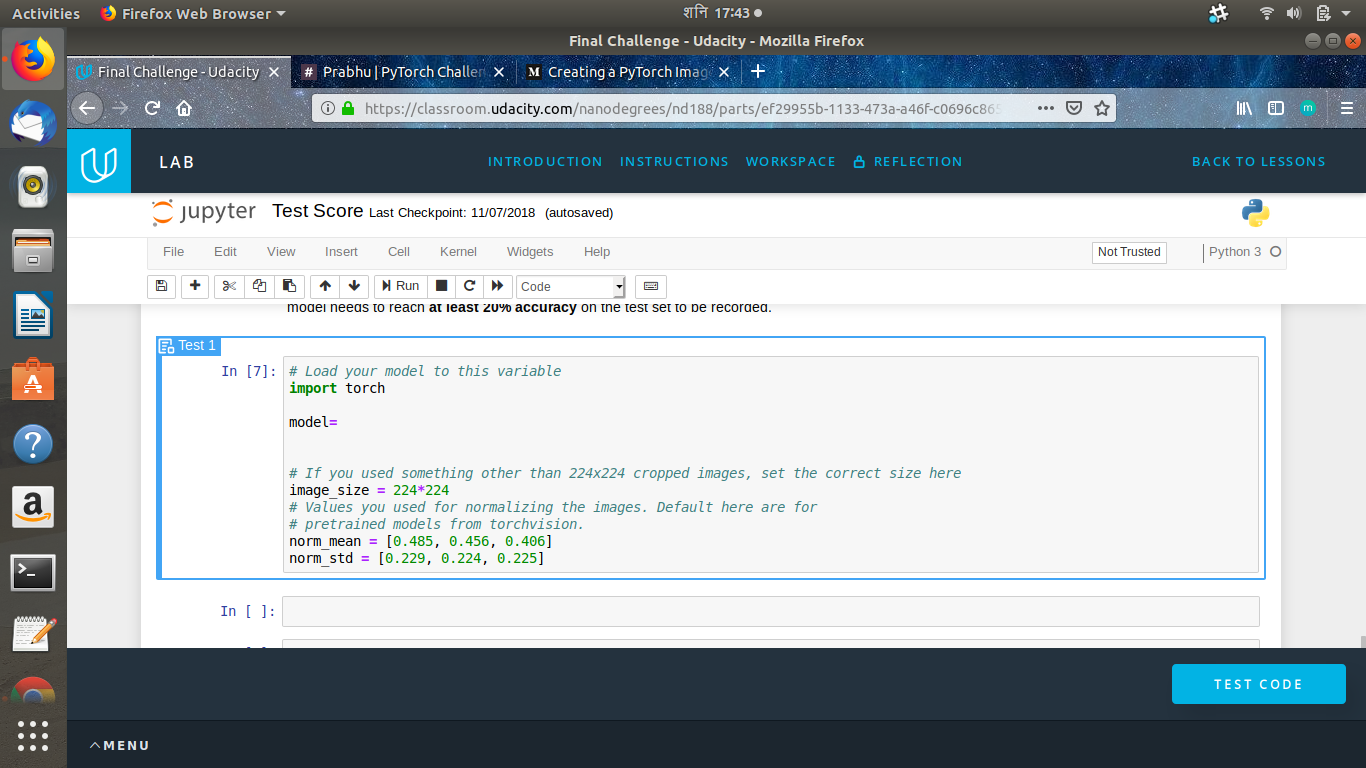 Activities
Firefox Web Browser
शनि 17:43
Final Challenge - Udacity - Mozilla Firefox
Final Challenge - Udacity
# Prabhu | PyTorch Challen
M Creating a PyTorch Imag
https://classroom.udacity.com/nanodegrees/nd188/parts/ef29955b-1133-473a-a46f-c0696c865
m
LAB
INTRODUCTION
INSTRUCTIONS
WORKSPACE
REFLECTION
BACK TO LESSONS
jupyter Test Score Last Checkpoint: 11/07/2018 (autosaved)
File Edit View Insert Cell Kernel Widgets Help
Not Trusted
Python 3
Run
Code
model needs to reach at least 20% accuracy on the test set to be recorded.
Test 1
In [7]:
# Load your model to this variable
import torch
model=
# If you used something other than 224x224 cropped images, set the correct size here
image_size = 224*224
# Values you used for normalizing the images. Default here are for
# pretrained models from torchvision.
norm_mean = [0.485, 0.456, 0.406]
norm_std = [0.229, 0.224, 0.225]
In [ ]:
TEST CODE
MENU